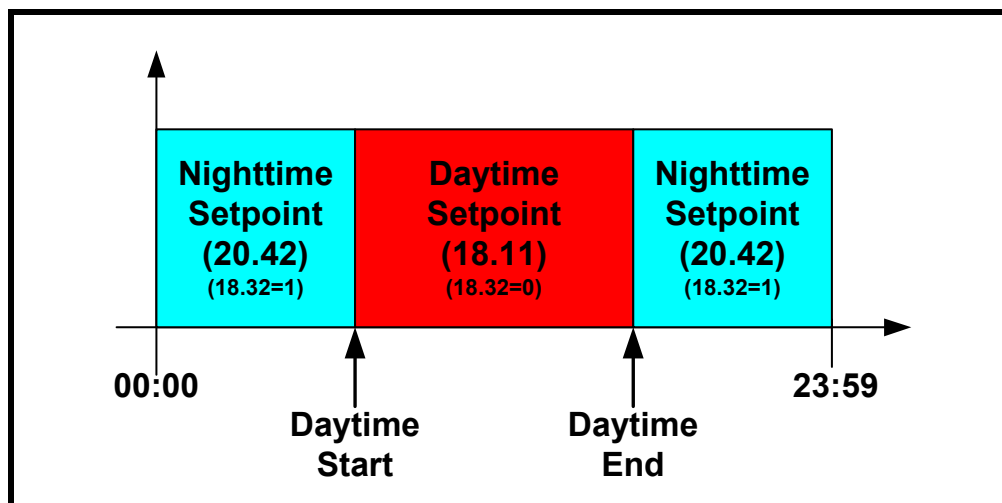 Nighttime
Setpoint
(20.42)
(18.32=1)
Daytime
Setpoint
(18.11)
(18.32=0)
Nighttime
Setpoint
(20.42)
(18.32=1)
00:00
23:59
Daytime
Start
Daytime
End